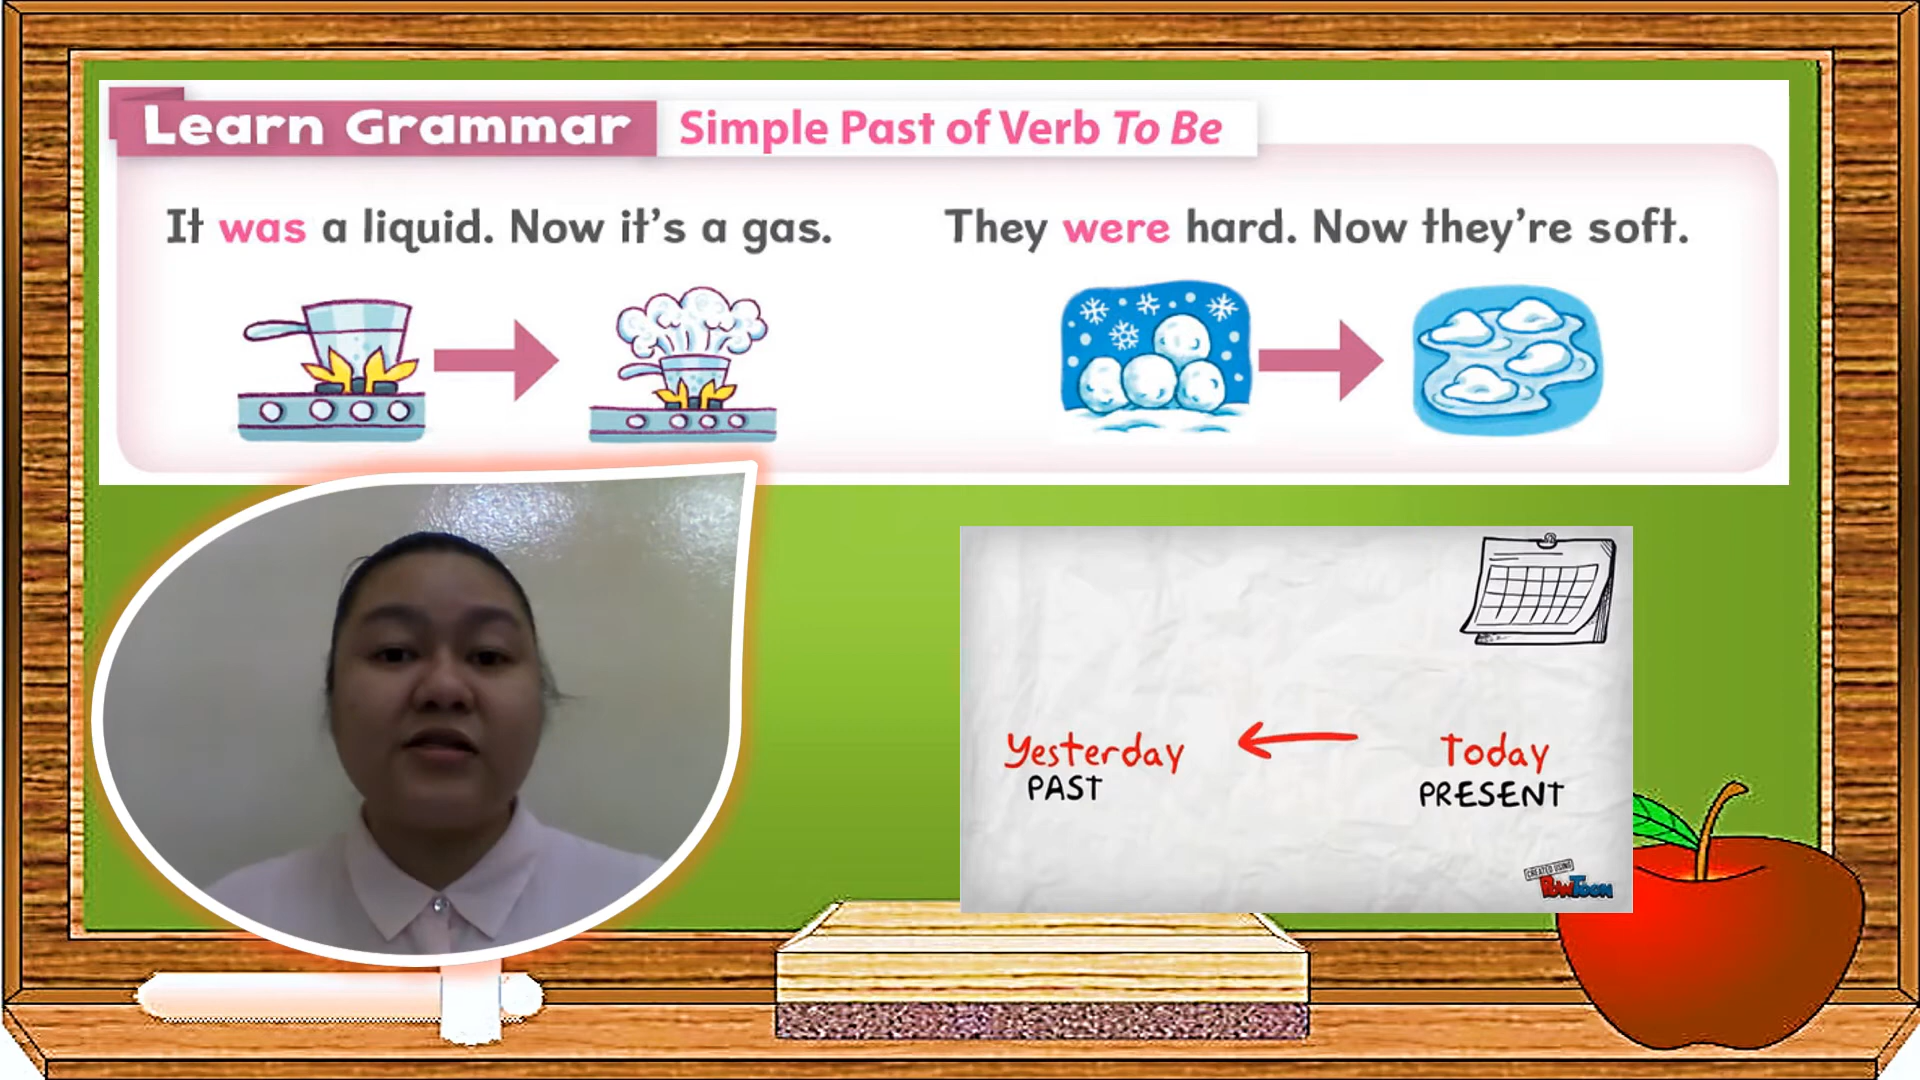 Learn Grammar Simple Past of Verb To Be
It was a liquid. Now it's a gas. They were hard. Now they're soft.
Yesterday Today
PAST PRESENT
CREATED USING
POWTOON